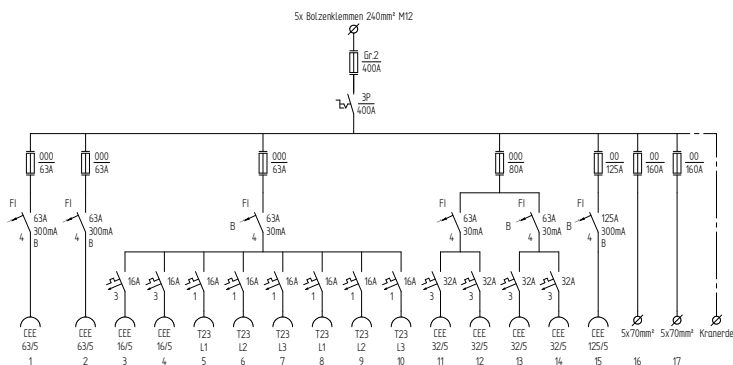 5x Bolzenklemmen 240mm² M12
Gr.2
400A
3P
400A
000
63A
000
63A
000
63A
000
80A
00
125A
00
160A
00
160A
FI
63A
300mA
4
B
FI
63A
300mA
4
B
FI
63A
B
30mA
4
FI
63A
30mA
4
FI
63A
B
30mA
4
FI
125A
300mA
4
B
16A
3
16A
3
16A
1
16A
1
16A
1
16A
1
16A
1
16A
1
32A
3
32A
3
32A
3
32A
3
CEE
63/5
1
CEE
63/5
2
CEE
16/5
3
CEE
16/5
4
T23
L1
5
T23
L2
6
T23
L3
7
T23
L1
8
T23
L2
9
T23
L3
10
CEE
32/5
11
CEE
32/5
12
CEE
32/5
13
CEE
32/5
14
CEE
125/5
15
5x70mm²
16
5x70mm²
17
Kranerde